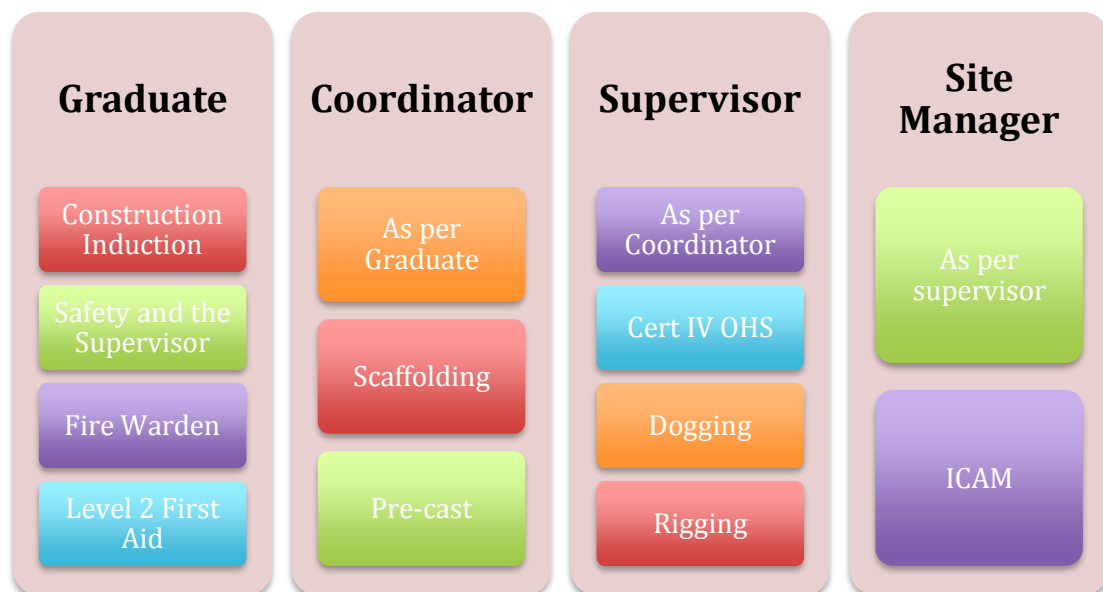 Graduate
Construction
Induction
Safety and the
Supervisor
Fire Warden
Level 2 First
Aid
Coordinator
As per
Graduate
Scaffolding
Pre-cast
Supervisor
As per
Coordinator
Cert IV OHS
Dogging
Rigging
Site
Manager
As per
supervisor
ICAM